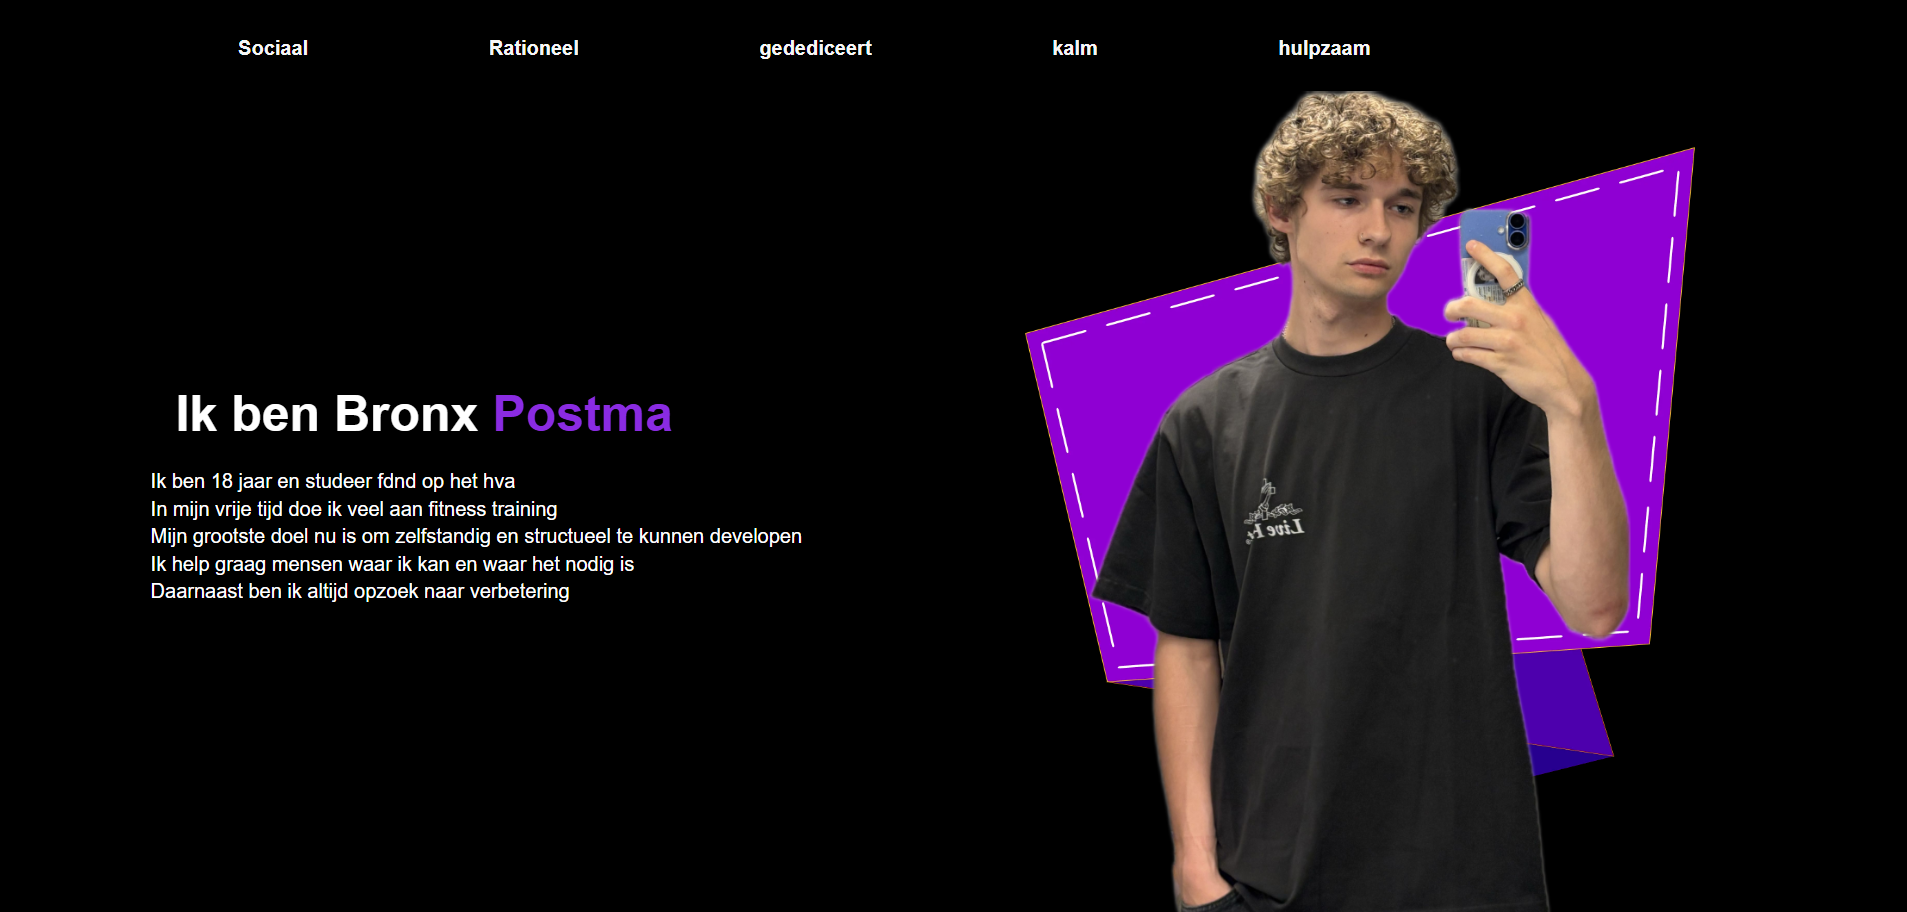 Sociaal Rationeel gedediceert kalm hulpzaam
Ik ben Bronx Postma
Ik ben 18 jaar en studeer fdnd op het hva
In mijn vrije tijd doe ik veel aan fitness training
Mijn grootste doel nu is om zelfstandig en structueel te kunnen developen
Ik help graag mensen waar ik kan en waar het nodig is
Daarnaast ben ik altijd opzoek naar verbetering
Live